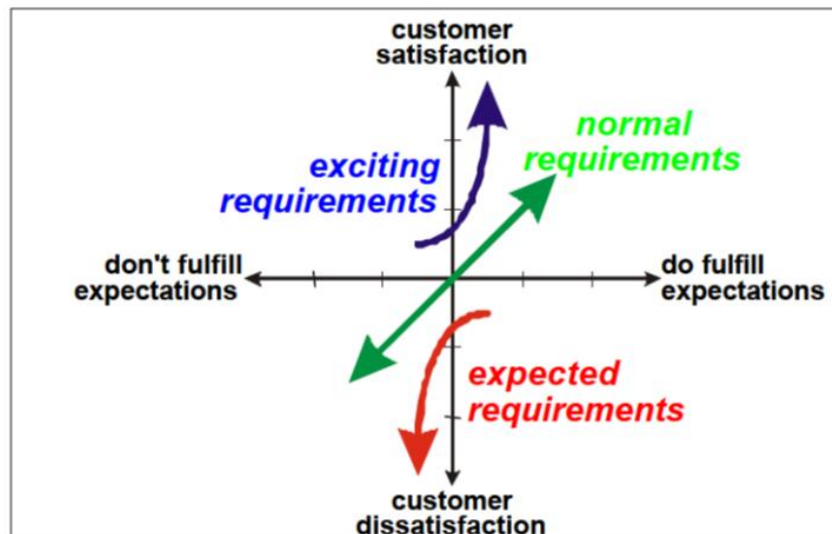 customer
satisfaction
normal
requirements
exciting
requirements
don't fulfill
expectations
do fulfill
expectations
expected
requirements
customer
dissatisfaction